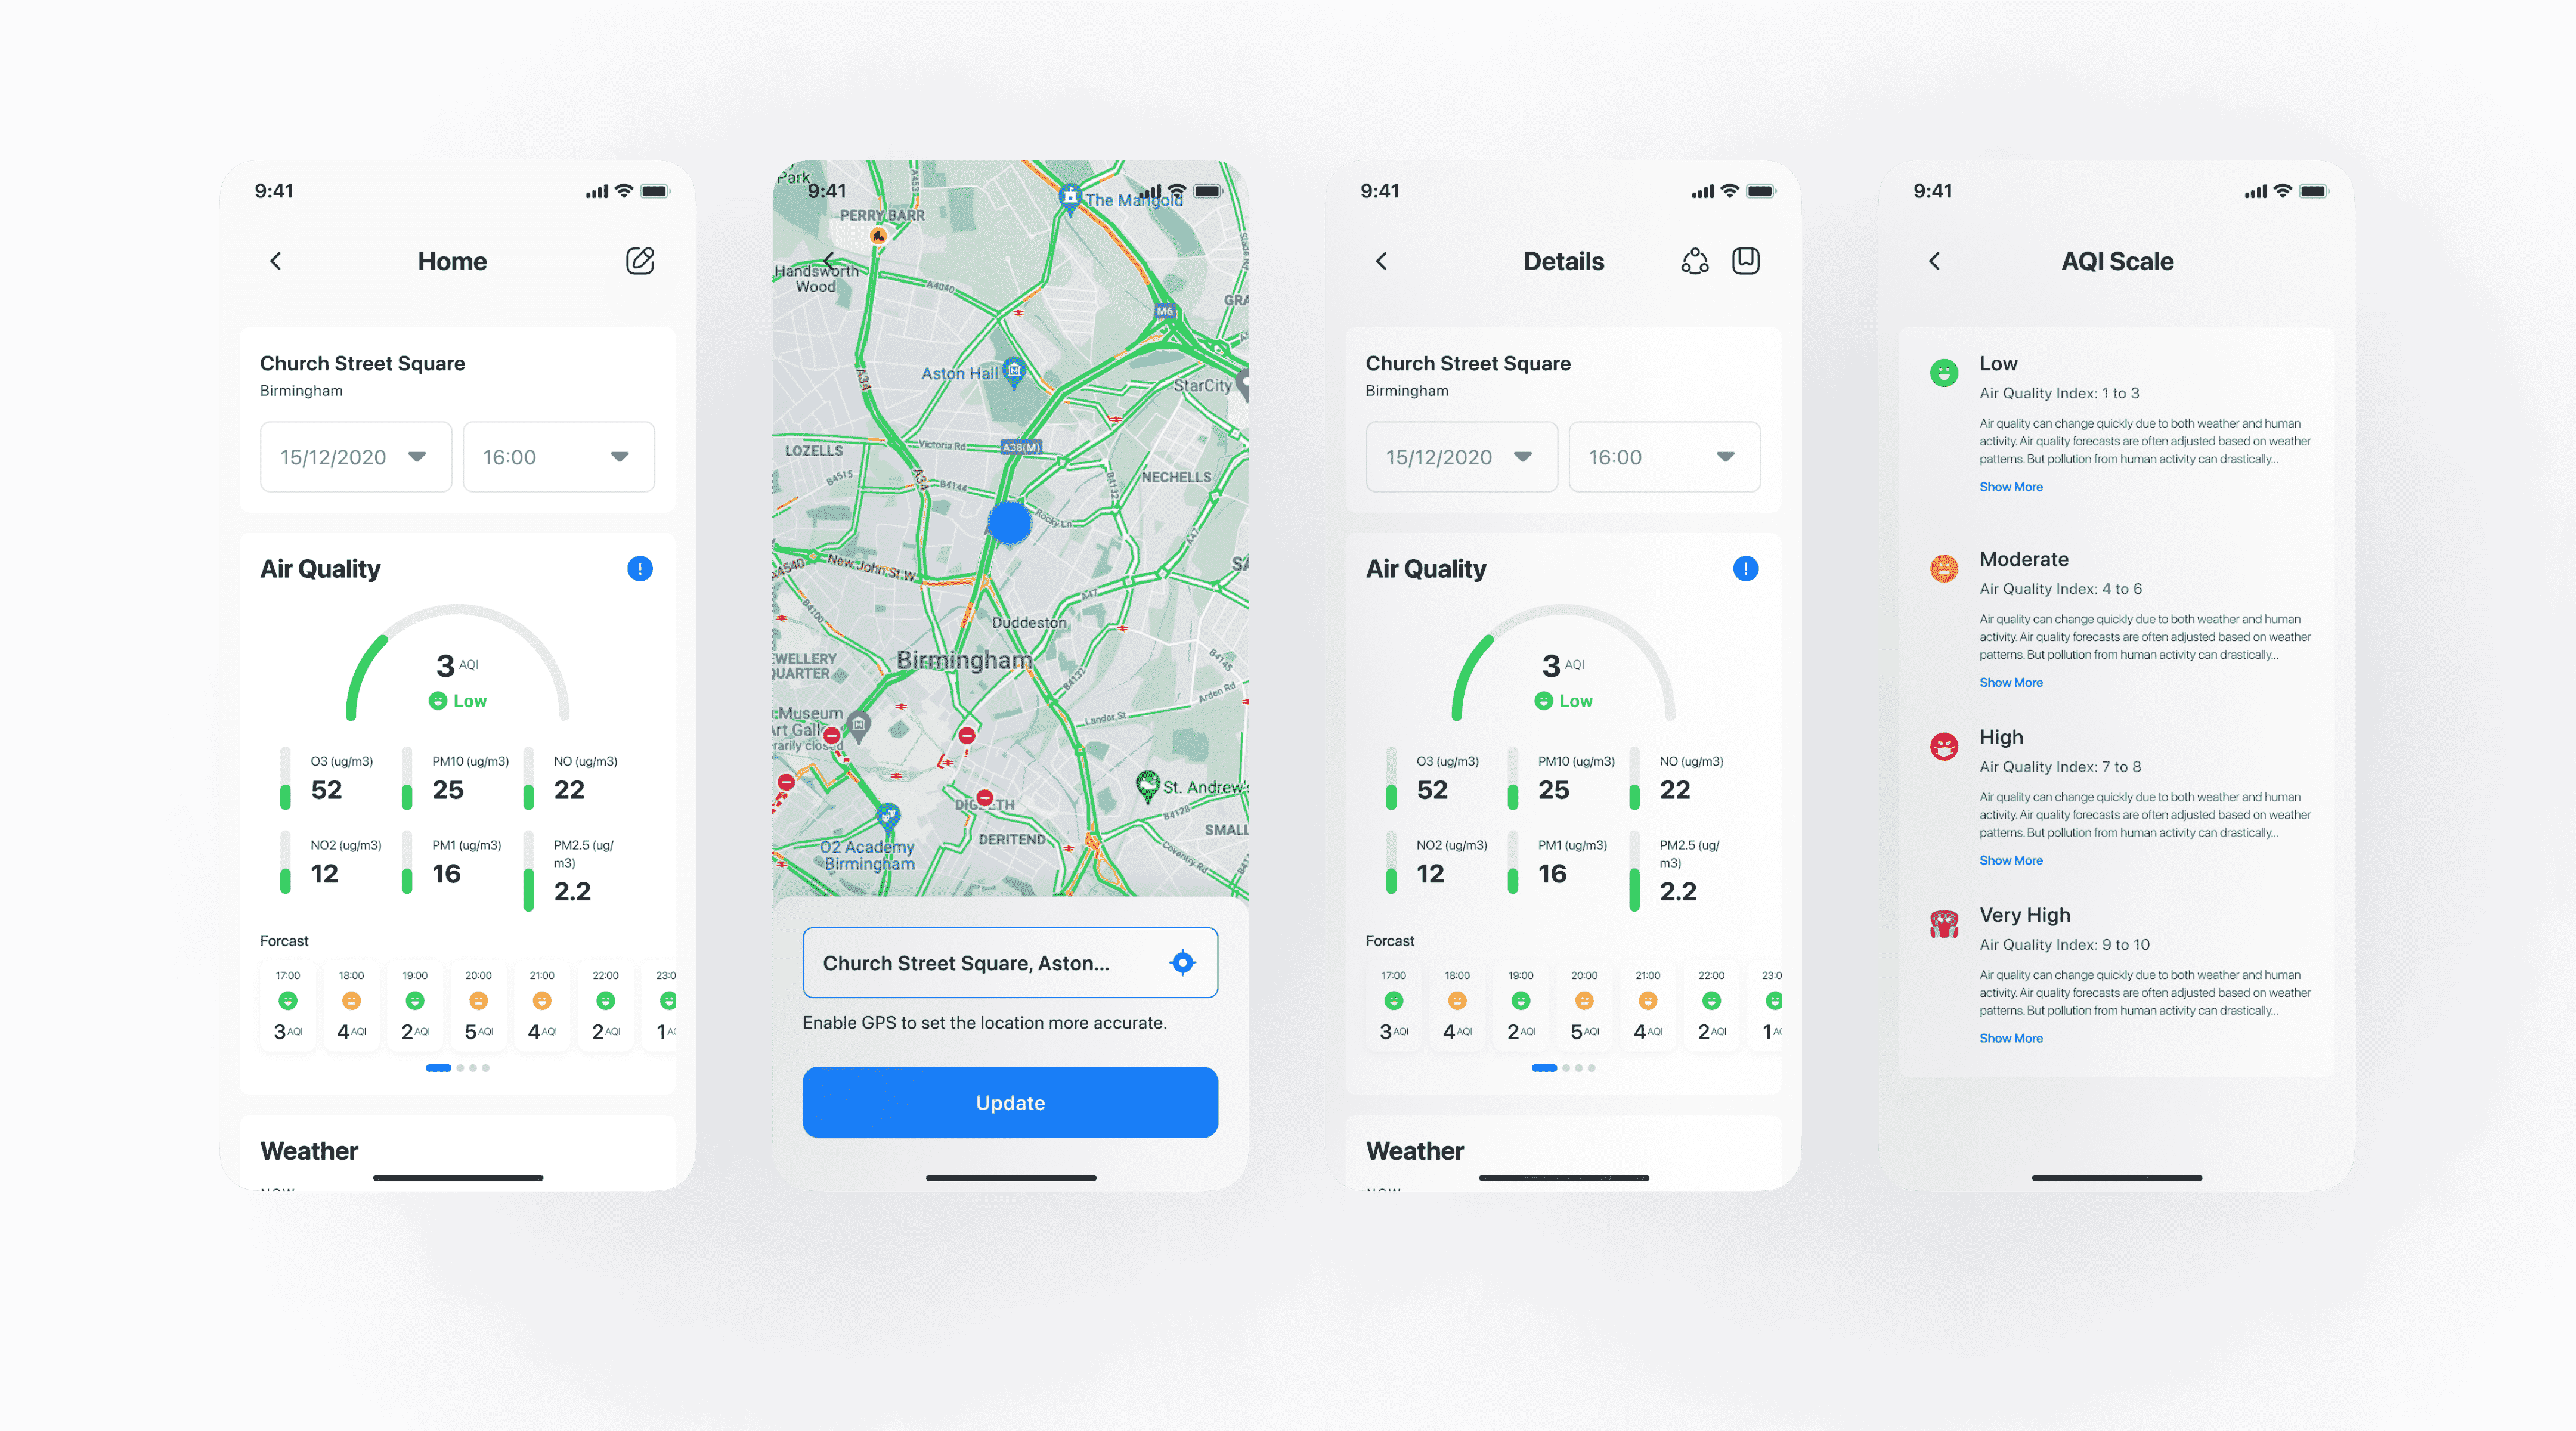 9:41
Home
Church Street Square
Birmingham
15/12/2020
16:00
Air Quality
!
3 AQI
Low
O3 (ug/m3)
52
PM10 (ug/m3)
25
NO (ug/m3)
22
NO2 (ug/m3)
12
PM1 (ug/m3)
16
PM2.5 (ug/
m3)
2.2
Forcast
17:00
3 AQI
18:00
4 AQI
19:00
2 AQI
20:00
5 AQI
21:00
4 AQI
22:00
2 AQI
23:0
1
Weather
9:41
Park
A453
The Mangold
PERRY BARR
Handsworth
Wood
A4040
GRA
M6
A34
Aston Hall
StarCity
Victoria Rd
A38(M)
LOZELLS
B4515
A34
B4144
B4132
NECHELLS
Rocky Ln
A47
A4540
New John St W
SA
A47
B4100
Duddeston
EWELLERY
QUARTER
Birmingham
B4132
B4145
Arden Rd
Landor St
Museum
Art Galle
rarily closed
St. Andrew's
DIGBETH
B4128
DERITEND
SMALL
O2 Academy
Birmingham
Coventry Rd
B417
Church Street Square, Aston...
Enable GPS to set the location more accurate.
Update
9:41
Details
Church Street Square
Birmingham
15/12/2020
16:00
Air Quality
!
3 AQI
Low
O3 (ug/m3)
52
PM10 (ug/m3)
25
NO (ug/m3)
22
NO2 (ug/m3)
12
PM1 (ug/m3)
16
PM2.5 (ug/
m3)
2.2
Forcast
17:00
3 AQI
18:00
4 AQI
19:00
2 AQI
20:00
5 AQI
21:00
4 AQI
22:00
2 AQI
23:0
1
Weather
9:41
AQI Scale
Low
Air Quality Index: 1 to 3
Air quality can change quickly due to both weather and human
activity. Air quality forecasts are often adjusted based on weather
patterns. But pollution from human activity can drastically...
Show More
Moderate
Air Quality Index: 4 to 6
Air quality can change quickly due to both weather and human
activity. Air quality forecasts are often adjusted based on weather
patterns. But pollution from human activity can drastically...
Show More
High
Air Quality Index: 7 to 8
Air quality can change quickly due to both weather and human
activity. Air quality forecasts are often adjusted based on weather
patterns. But pollution from human activity can drastically...
Show More
Very High
Air Quality Index: 9 to 10
Air quality can change quickly due to both weather and human
activity. Air quality forecasts are often adjusted based on weather
patterns. But pollution from human activity can drastically...
Show More